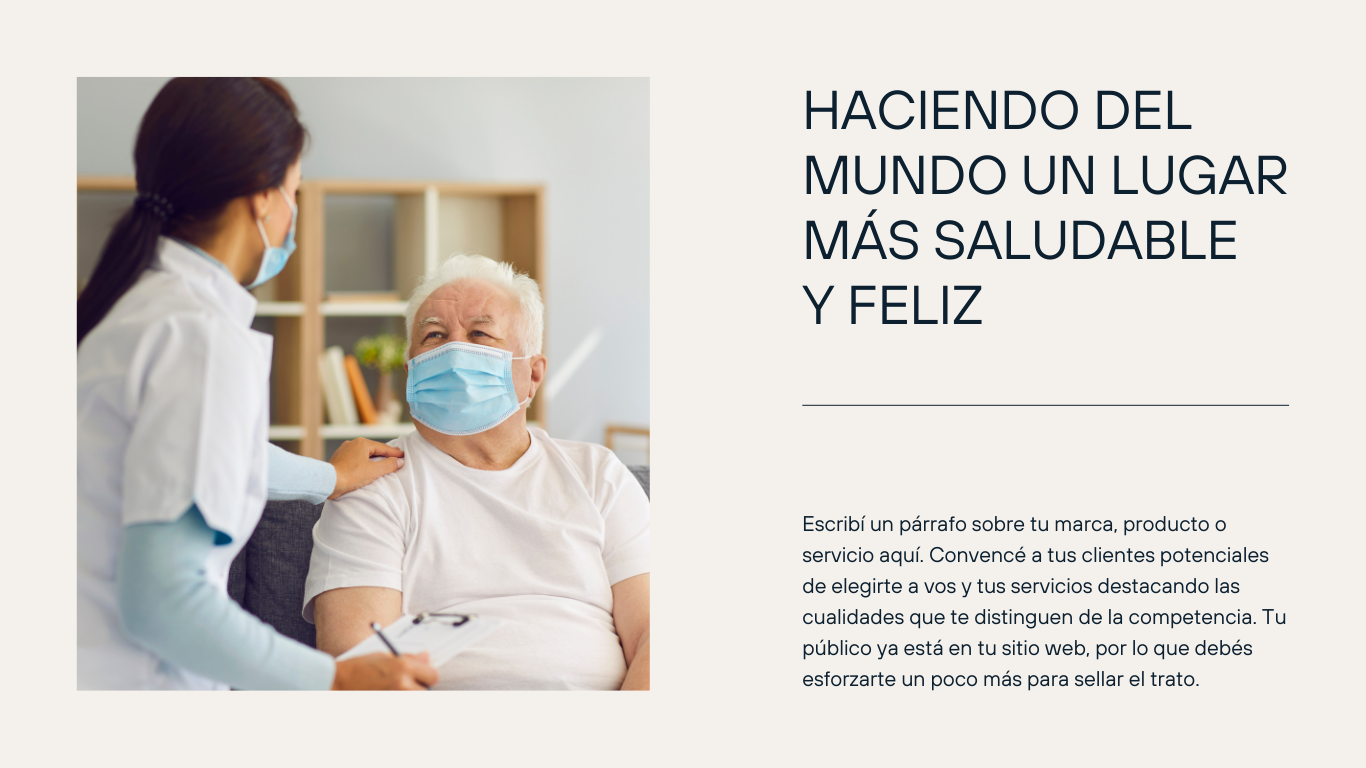 HACIENDO DEL
MUNDO UN LUGAR
MÁS SALUDABLE
Y FELIZ
Escribí un párrafo sobre tu marca, producto o
servicio aquí. Convencé a tus clientes potenciales
de elegirte a vos y tus servicios destacando las
cualidades que te distinguen de la competencia. Tu
público ya está en tu sitio web, por lo que debés
esforzarte un poco más para sellar el trato.